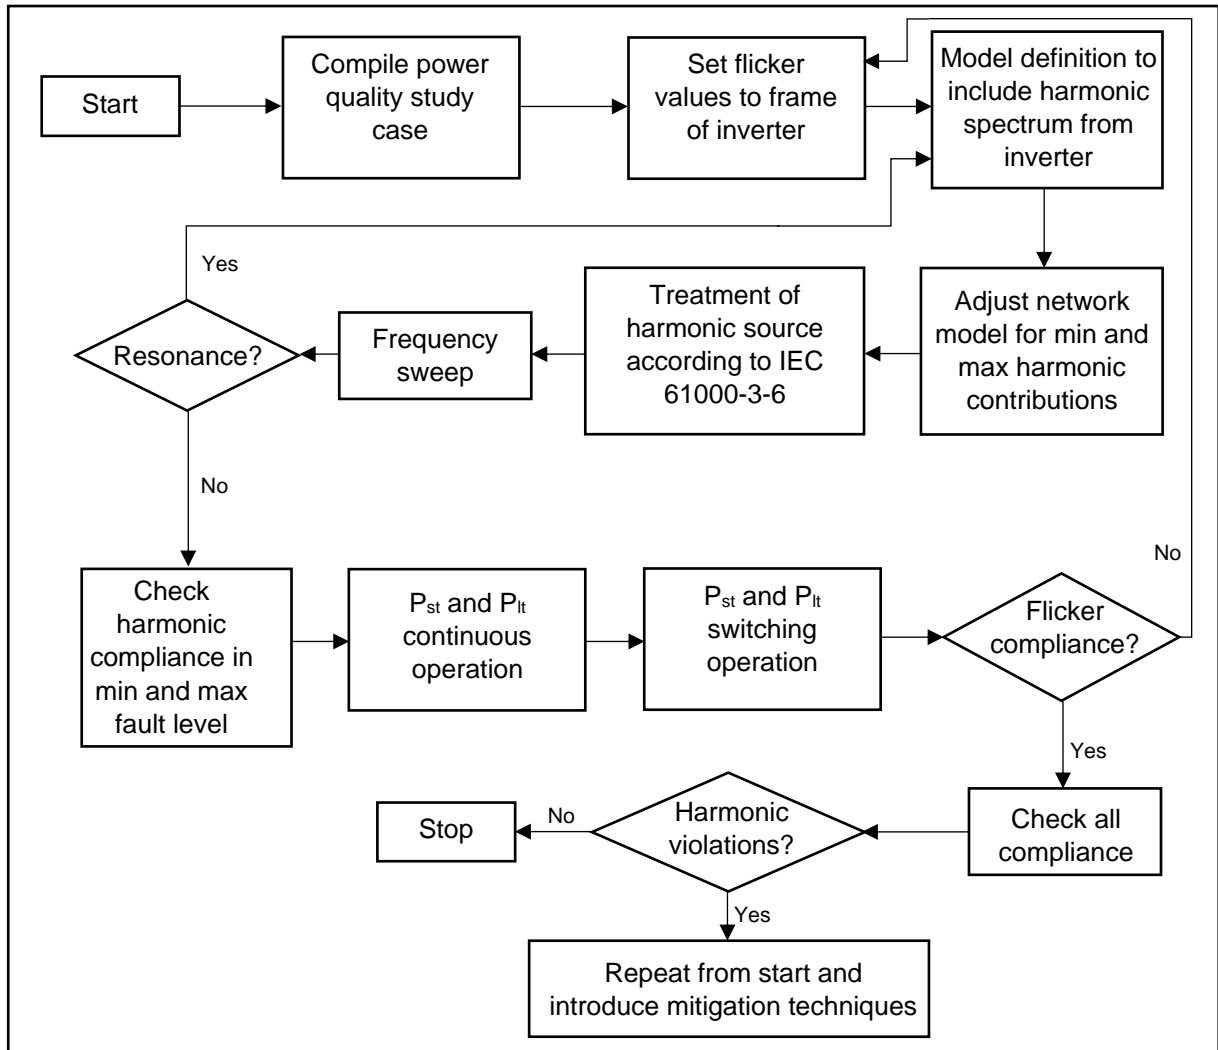 Start
Compile power
quality study
case
Set flicker
values to frame
of inverter
Model definition to
include harmonic
spectrum from
inverter
Yes
Resonance?
Frequency
sweep
Treatment of
harmonic source
according to IEC
61000-3-6
Adjust network
model for min and
max harmonic
contributions
No
Check
harmonic
compliance in
min and max
fault level
Pst and Plt
continuous
operation
Pst and Plt
switching
operation
Flicker
compliance?
No
Yes
Stop
No
Harmonic
violations?
Check all
compliance
Yes
Repeat from start and
introduce mitigation techniques